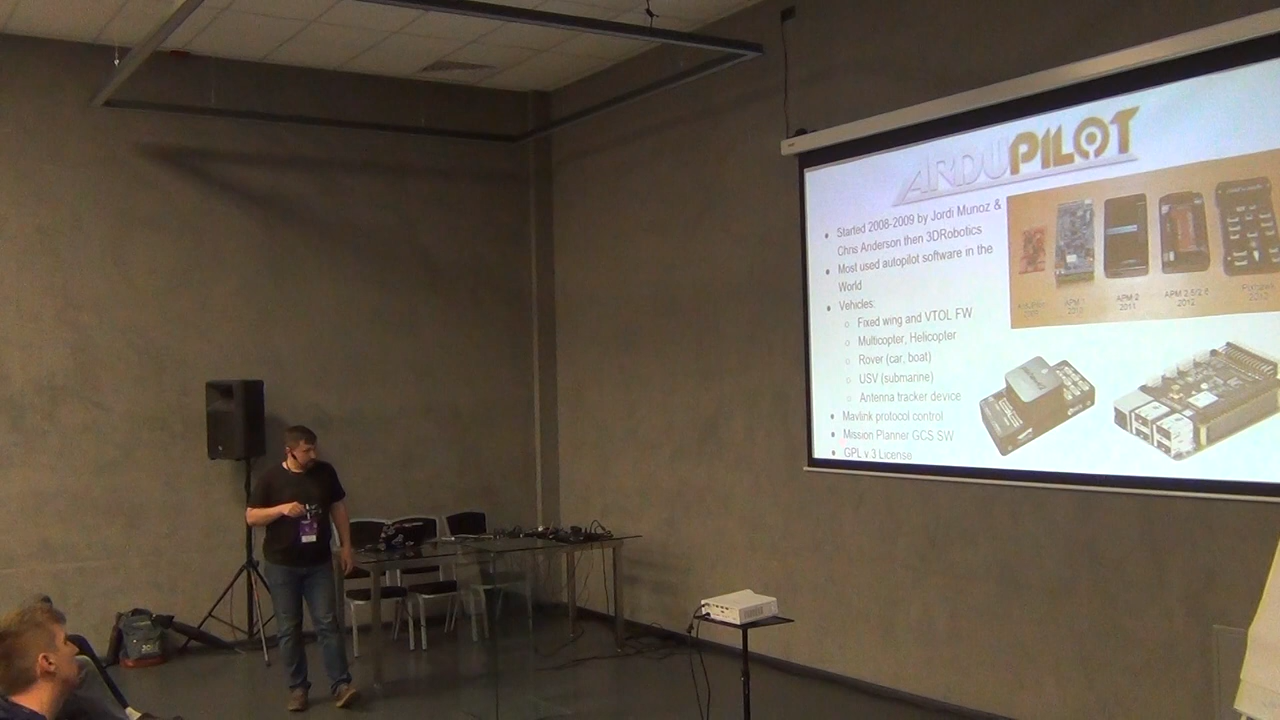 ARDUPILOT
Started 2008-2009 by Jordi Munoz &
Chris Anderson then 3DRobotics
Most used autopilot software in the
World
Vehicles:
Fixed wing and VTOL FW
Multicopter, Helicopter
Rover (car, boat)
USV (submarine)
Antenna tracker device
Mavlink protocol control
Mission Planner GCS SW
GPL v 3 License
APM 1
2010
APM 2
2011
APM 2.5/2.6
2012